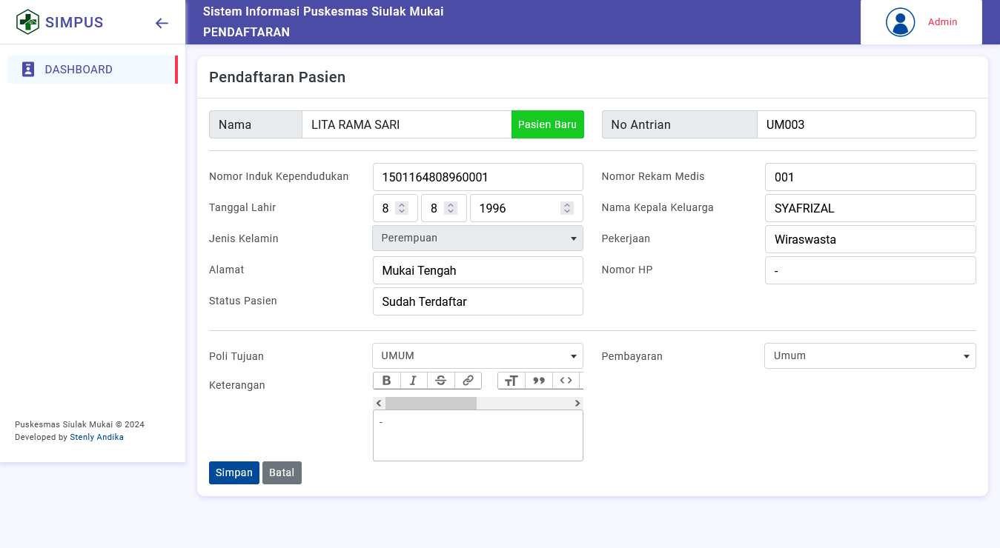 SIMPUS
Sistem Informasi Puskesmas Siulak Mukai
PENDAFTARAN
Admin
DASHBOARD
Pendaftaran Pasien
Nama LITA RAMA SARI Pasien Baru No Antrian UM003
Nomor Induk Kependudukan 1501164808960001 Nomor Rekam Medis 001
Tanggal Lahir 8 8 1996 Nama Kepala Keluarga SYAFRIZAL
Jenis Kelamin Perempuan Pekerjaan Wiraswasta
Alamat Mukai Tengah Nomor HP -
Status Pasien Sudah Terdaftar
Poli Tujuan UMUM Pembayaran Umum
Keterangan B I S TT ” <>
-
Simpan Batal
Puskesmas Siulak Mukai © 2024
Developed by Stenly Andika